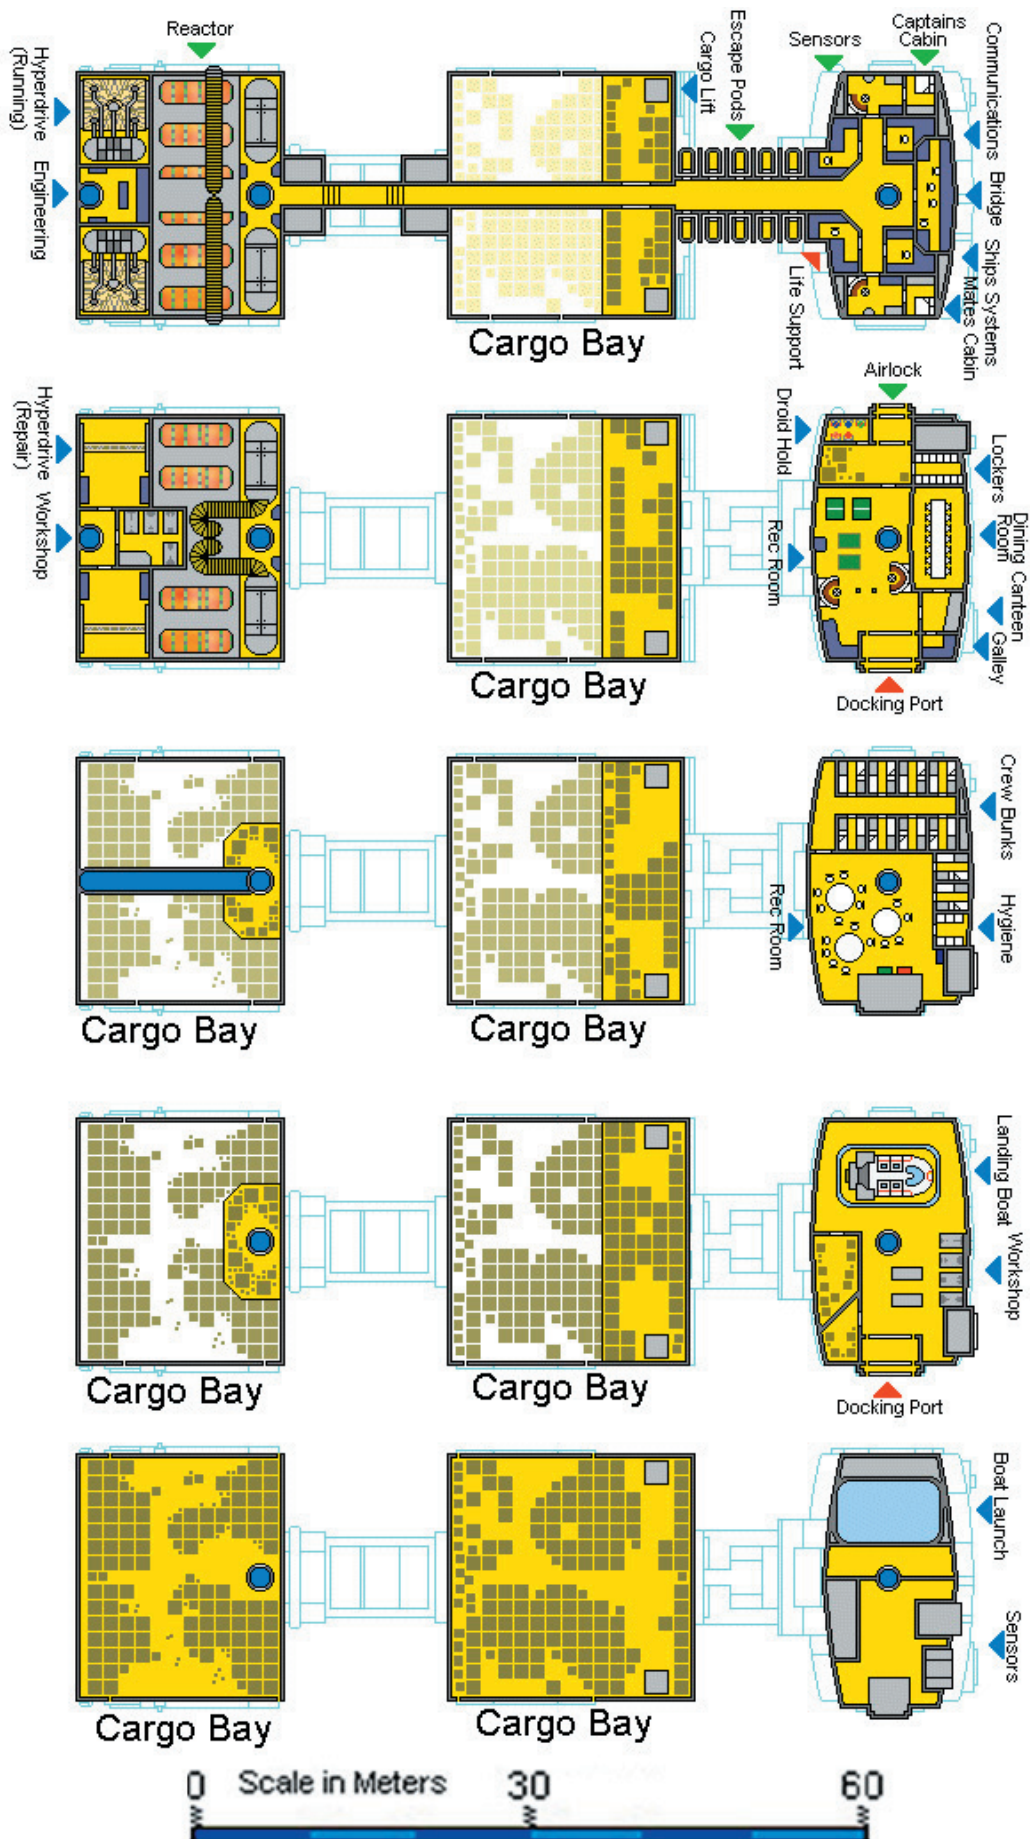 Reactor
Hyperdrive
(Running)
Engineering
Cargo Lift
Escape Pods
Sensors
Captains
Cabin
Communications
Bridge
Ships Systems
Mates Cabin
Life Support
Cargo Bay
Hyperdrive
(Repair)
Workshop
Droid Hold
Airlock
Lockers
Dining
Room
Canteen
Galley
Rec Room
Cargo Bay
Docking Port
Crew Bunks
Rec Room
Hygiene
Cargo Bay
Cargo Bay
Landing Boat
Workshop
Cargo Bay
Cargo Bay
Docking Port
Boat Launch
Sensors
Cargo Bay
Cargo Bay
0 Scale in Meters 30 60